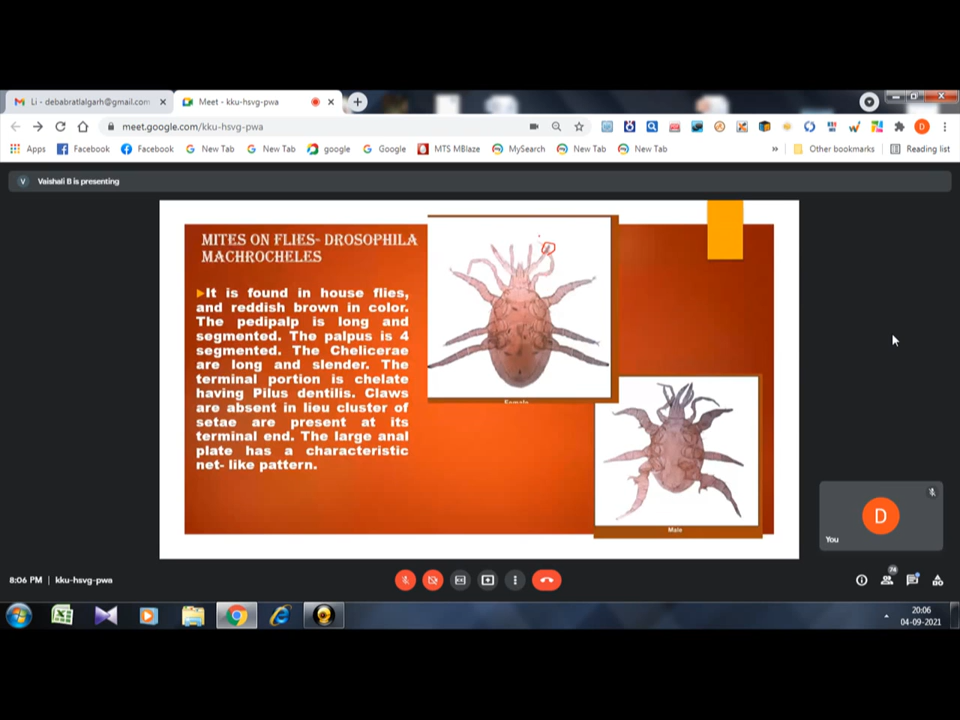 Li - debabratlalgarh@gmail.com
Meet - kku-hsvg-pwa
meet.google.com/kku-hsvg-pwa
D
Apps Facebook Facebook New Tab New Tab google Google MTS MBlaze MySearch New Tab New Tab » Other bookmarks Reading list
V Vaishali B is presenting
MITES ON FLIES- DROSOPHILA
MACHROCHELES
It is found in house flies,
and reddish brown in color.
The pedipalp is long and
segmented. The palpus is 4
segmented. The Chelicerae
are long and slender. The
terminal portion is chelate
having Pilus dentilis. Claws
are absent in lieu cluster of
setae are present at its
terminal end. The large anal
plate has a characteristic
net- like pattern.
Female
Male
D
You
8:06 PM | kku-hsvg-pwa
24
20:06
04-09-2021